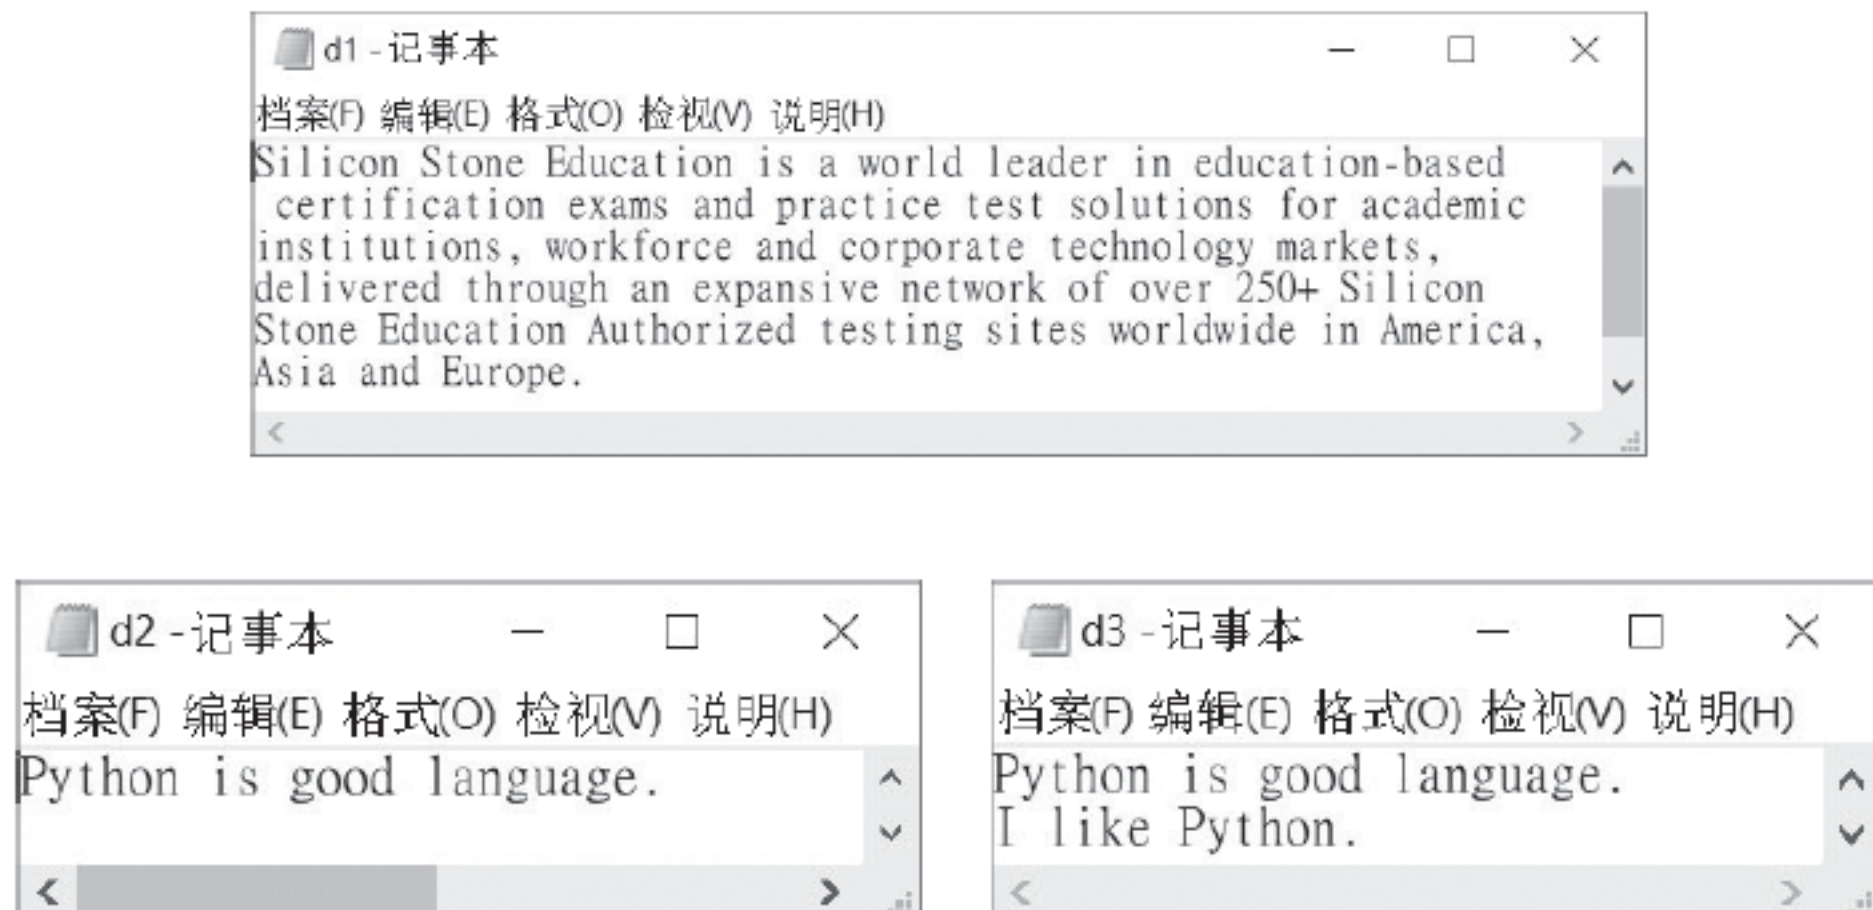 d1 - 记事本
档案(F) 编辑(E) 格式(O) 检视(V) 说明(H)
Silicon Stone Education is a world leader in education-based
certification exams and practice test solutions for academic
institutions, workforce and corporate technology markets,
delivered through an expansive network of over 250+ Silicon
Stone Education Authorized testing sites worldwide in America,
Asia and Europe.
d2 - 记事本
档案(F) 编辑(E) 格式(O) 检视(V) 说明(H)
Python is good language.
d3 - 记事本
档案(F) 编辑(E) 格式(O) 检视(V) 说明(H)
Python is good language.
I like Python.